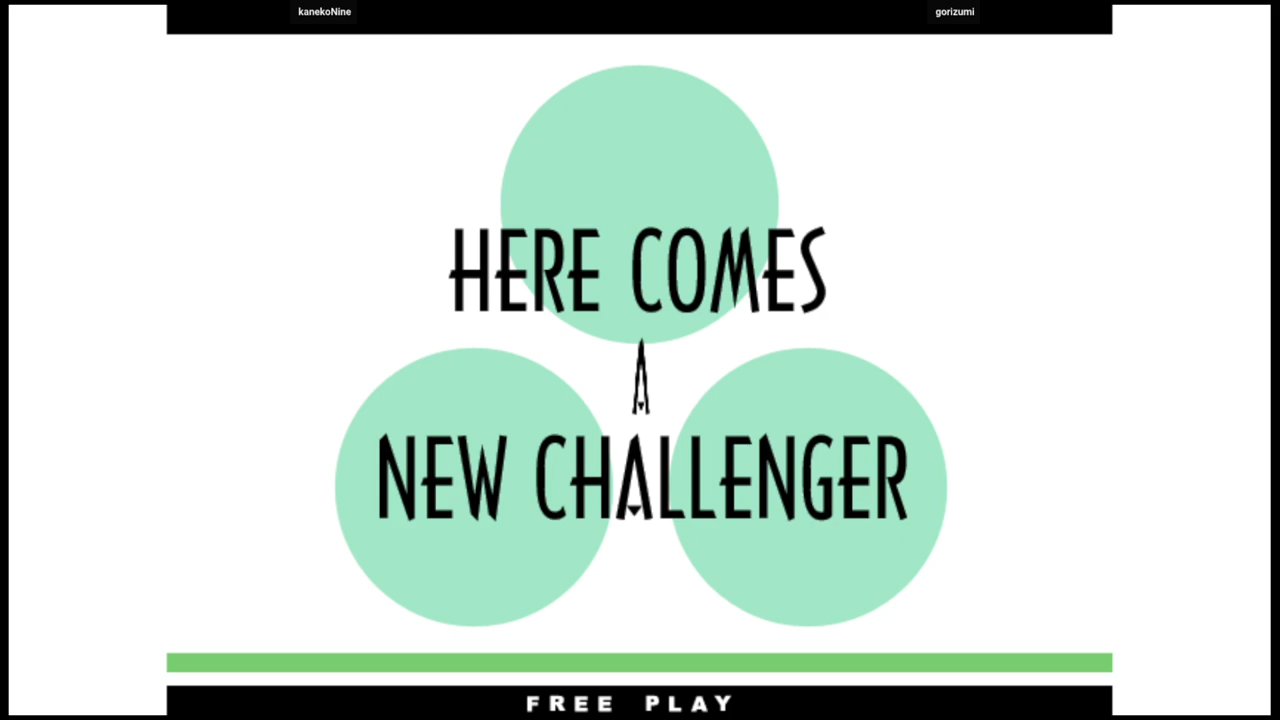 kanekoNine
gorizumi
HERE COMES
A
NEW CHALLENGER
FREE PLAY